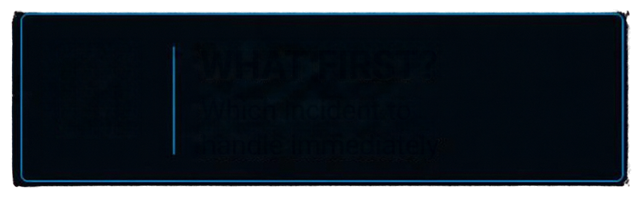 WHAT FIRST?
Which incident to
handle immediately